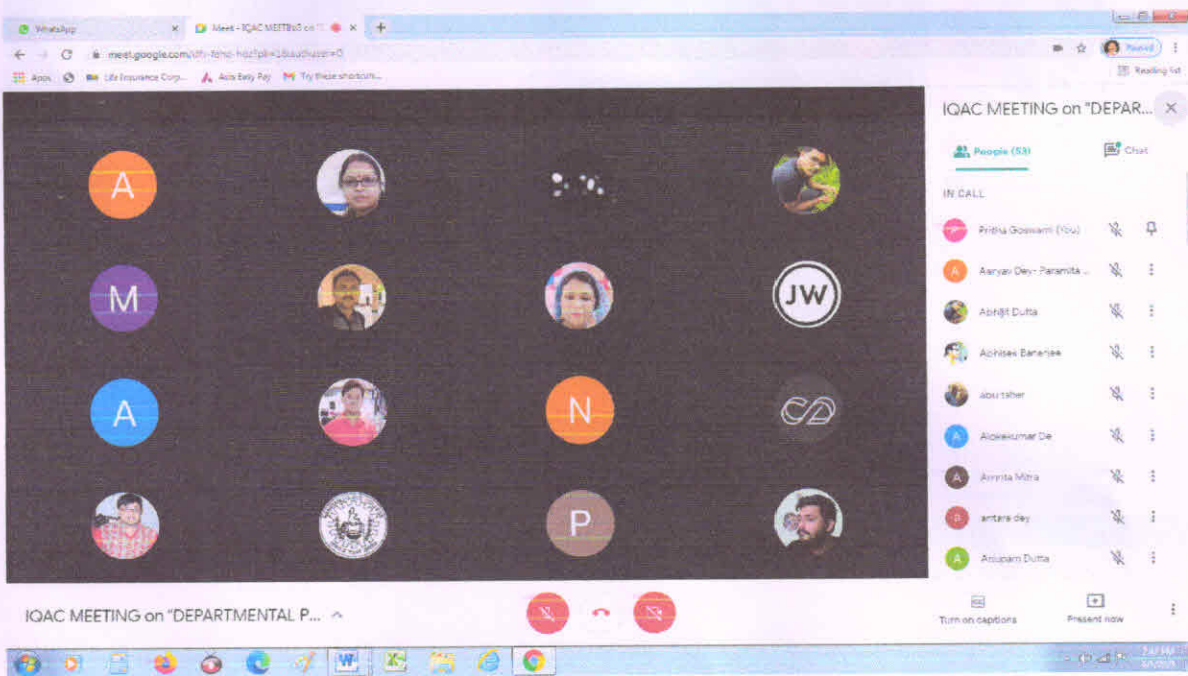 WhatsApp
Meet - IQAC MEETING on
meet.google.com/
Paused
Apps
Life Insurance Corp...
Axis Easy Pay
Try these shortcuts...
Reading list
IQAC MEETING on "DEPAR...
People (53)
Chat
IN CALL
Pritha Goswami (You)
A Aaryav Dey- Paramita ...
Abhijit Dutta
Abhisek Banerjee
abu taher
A Alokekumar De
A Amrita Mitra
antara dey
A Anupam Dutta
A
M
JW
A
N
CD
P
IQAC MEETING on "DEPARTMENTAL P...
Turn on captions
Present now
W